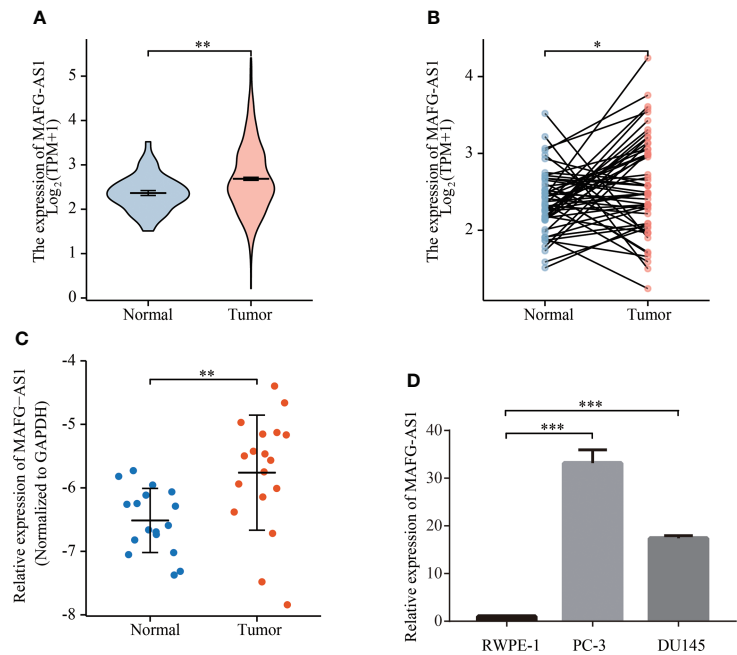 A
The expression of MAFG-AS1
Log2(TPM+1)
5
4
3
2
1
0
**
Normal
Tumor
B
The expression of MAFG-AS1
Log2(TPM+1)
4
3
2
*
Normal
Tumor
C
Relative expression of MAFG−AS1
(Normalized to GAPDH)
-4
-5
-6
-7
-8
**
Normal
Tumor
D
Relative expression of MAFG-AS1
40
30
20
10
0
***
***
RWPE-1
PC-3
DU145